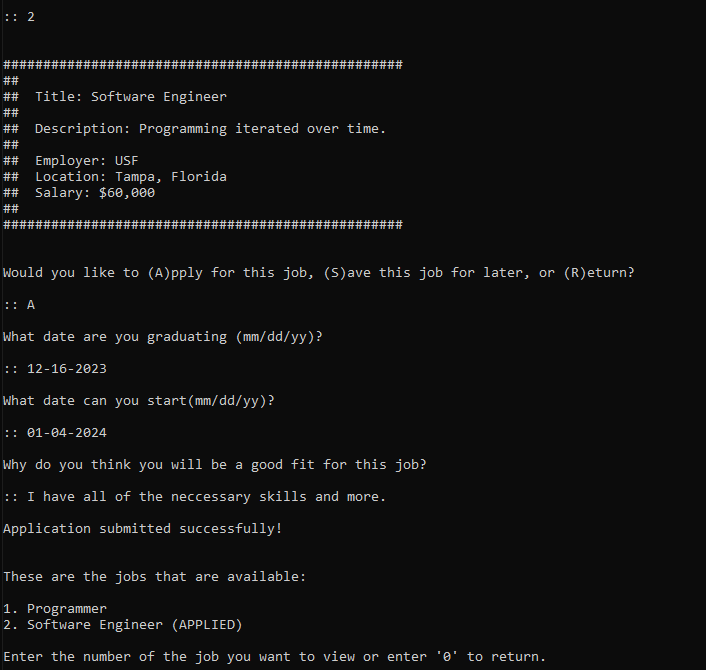 :: 2
##################################################
##
##  Title: Software Engineer
##
##  Description: Programming iterated over time.
##
##  Employer: USF
##  Location: Tampa, Florida
##  Salary: $60,000
##
##################################################
Would you like to (A)pply for this job, (S)ave this job for later, or (R)eturn?
:: A
What date are you graduating (mm/dd/yy)?
:: 12-16-2023
What date can you start(mm/dd/yy)?
:: 01-04-2024
Why do you think you will be a good fit for this job?
:: I have all of the neccessary skills and more.
Application submitted successfully!
These are the jobs that are available:
1. Programmer
2. Software Engineer (APPLIED)
Enter the number of the job you want to view or enter '0' to return.